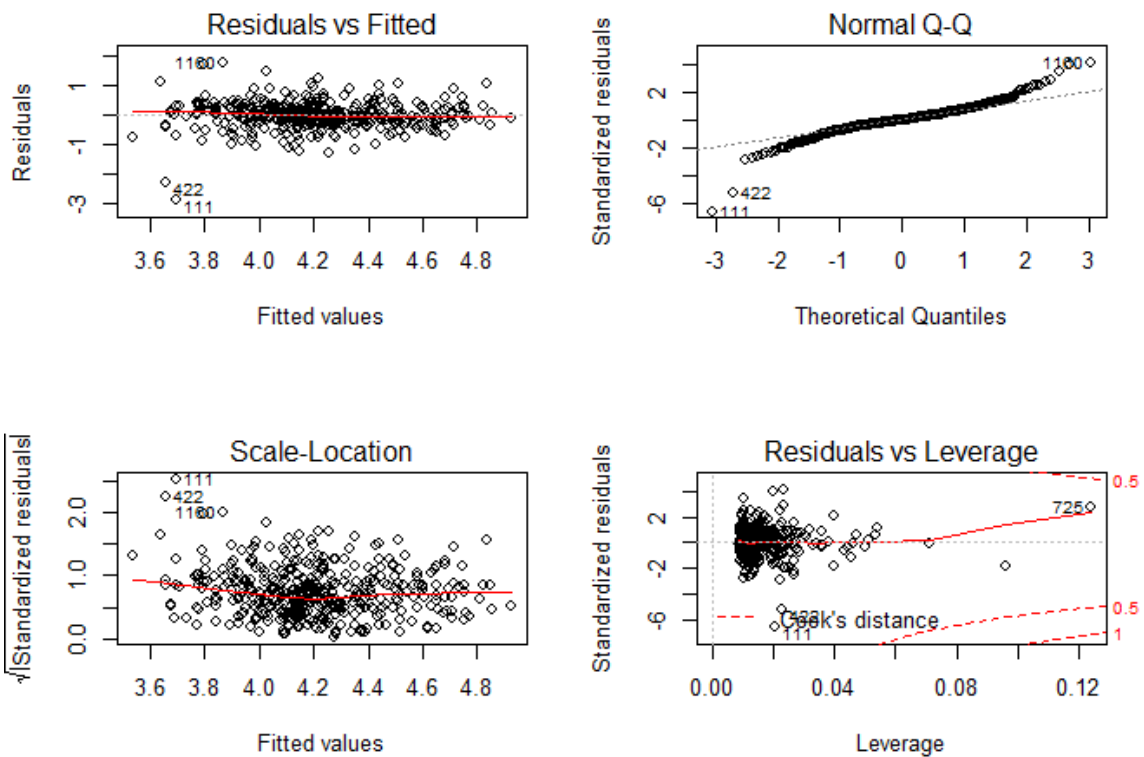 Residuals vs Fitted
Residuals
1
-1
-3
422
111
3.6 3.8 4.0 4.2 4.4 4.6 4.8
Fitted values
Normal Q-Q
Standardized residuals
2
-2
-6
422
111
-3 -2 -1 0 1 2 3
Theoretical Quantiles
Scale-Location
√|Standardized residuals|
2.0
1.0
0.0
111
422
3.6 3.8 4.0 4.2 4.4 4.6 4.8
Fitted values
Residuals vs Leverage
Standardized residuals
2
-2
-6
0.5
725
0.5
Cook's distance
1
111
0.00 0.04 0.08 0.12
Leverage